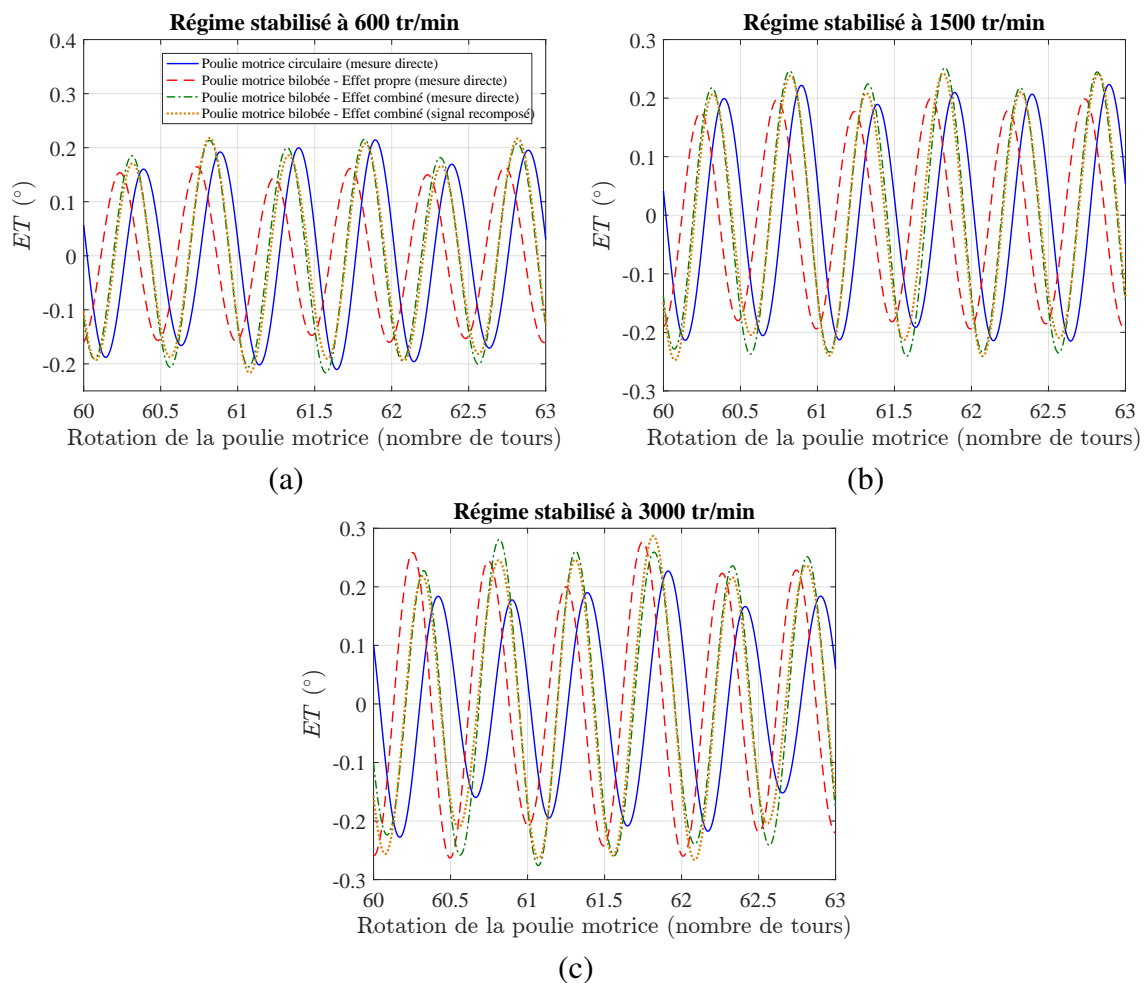 Régime stabilisé à 600 tr/min
0.4
0.3
0.2
0.1
0
-0.1
-0.2
ET (°)
Poulie motrice circulaire (mesure directe)
Poulie motrice bilobée - Effet propre (mesure directe)
Poulie motrice bilobée - Effet combiné (mesure directe)
Poulie motrice bilobée - Effet combiné (signal recomposé)
60 60.5 61 61.5 62 62.5 63
Rotation de la poulie motrice (nombre de tours)
(a)
Régime stabilisé à 1500 tr/min
0.3
0.2
0.1
0
-0.1
-0.2
-0.3
ET (°)
60 60.5 61 61.5 62 62.5 63
Rotation de la poulie motrice (nombre de tours)
(b)
Régime stabilisé à 3000 tr/min
0.3
0.2
0.1
0
-0.1
-0.2
-0.3
ET (°)
60 60.5 61 61.5 62 62.5 63
Rotation de la poulie motrice (nombre de tours)
(c)